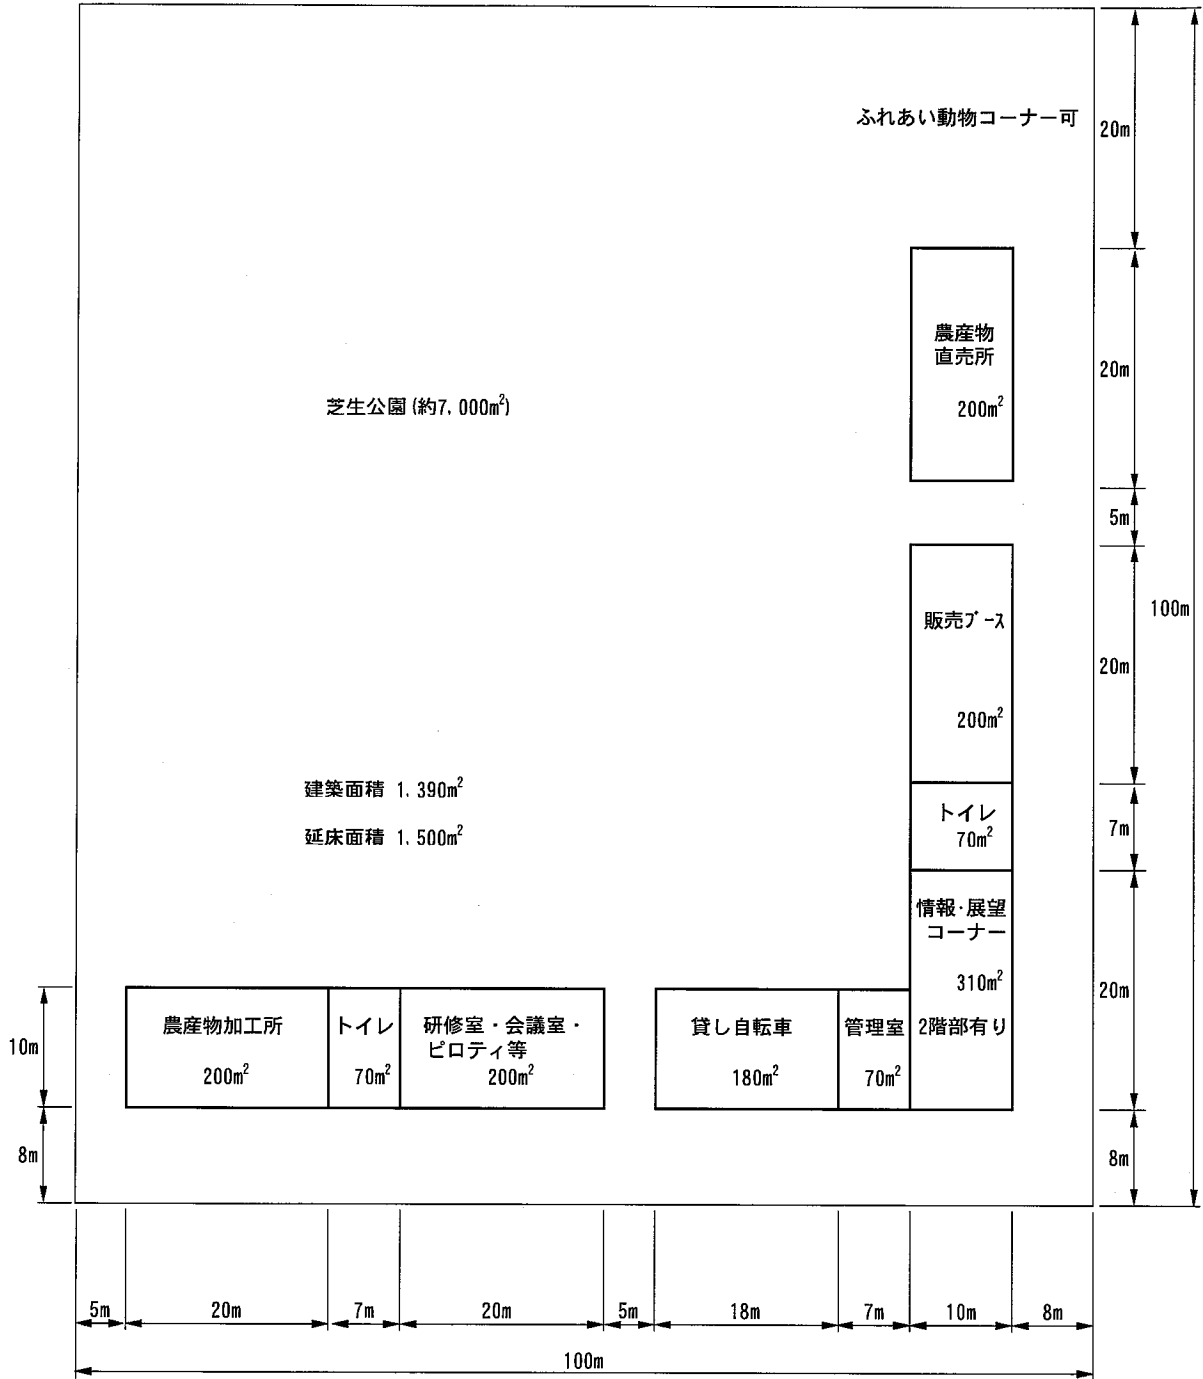 ふれあい動物コーナー可
20m
農産物
直売所
200m²
20m
芝生公園(約7,000m²)
5m
販売ブース
200m²
20m
100m
建築面積 1,390m²
延床面積 1,500m²
トイレ
70m²
7m
情報・展望
コーナー
310m²
2階部有り
20m
農産物加工所
200m²
トイレ
70m²
研修室・会議室・
ピロティ等
200m²
貸し自転車
180m²
管理室
70m²
10m
8m
8m
5m
20m
7m
20m
5m
18m
7m
10m
8m
100m